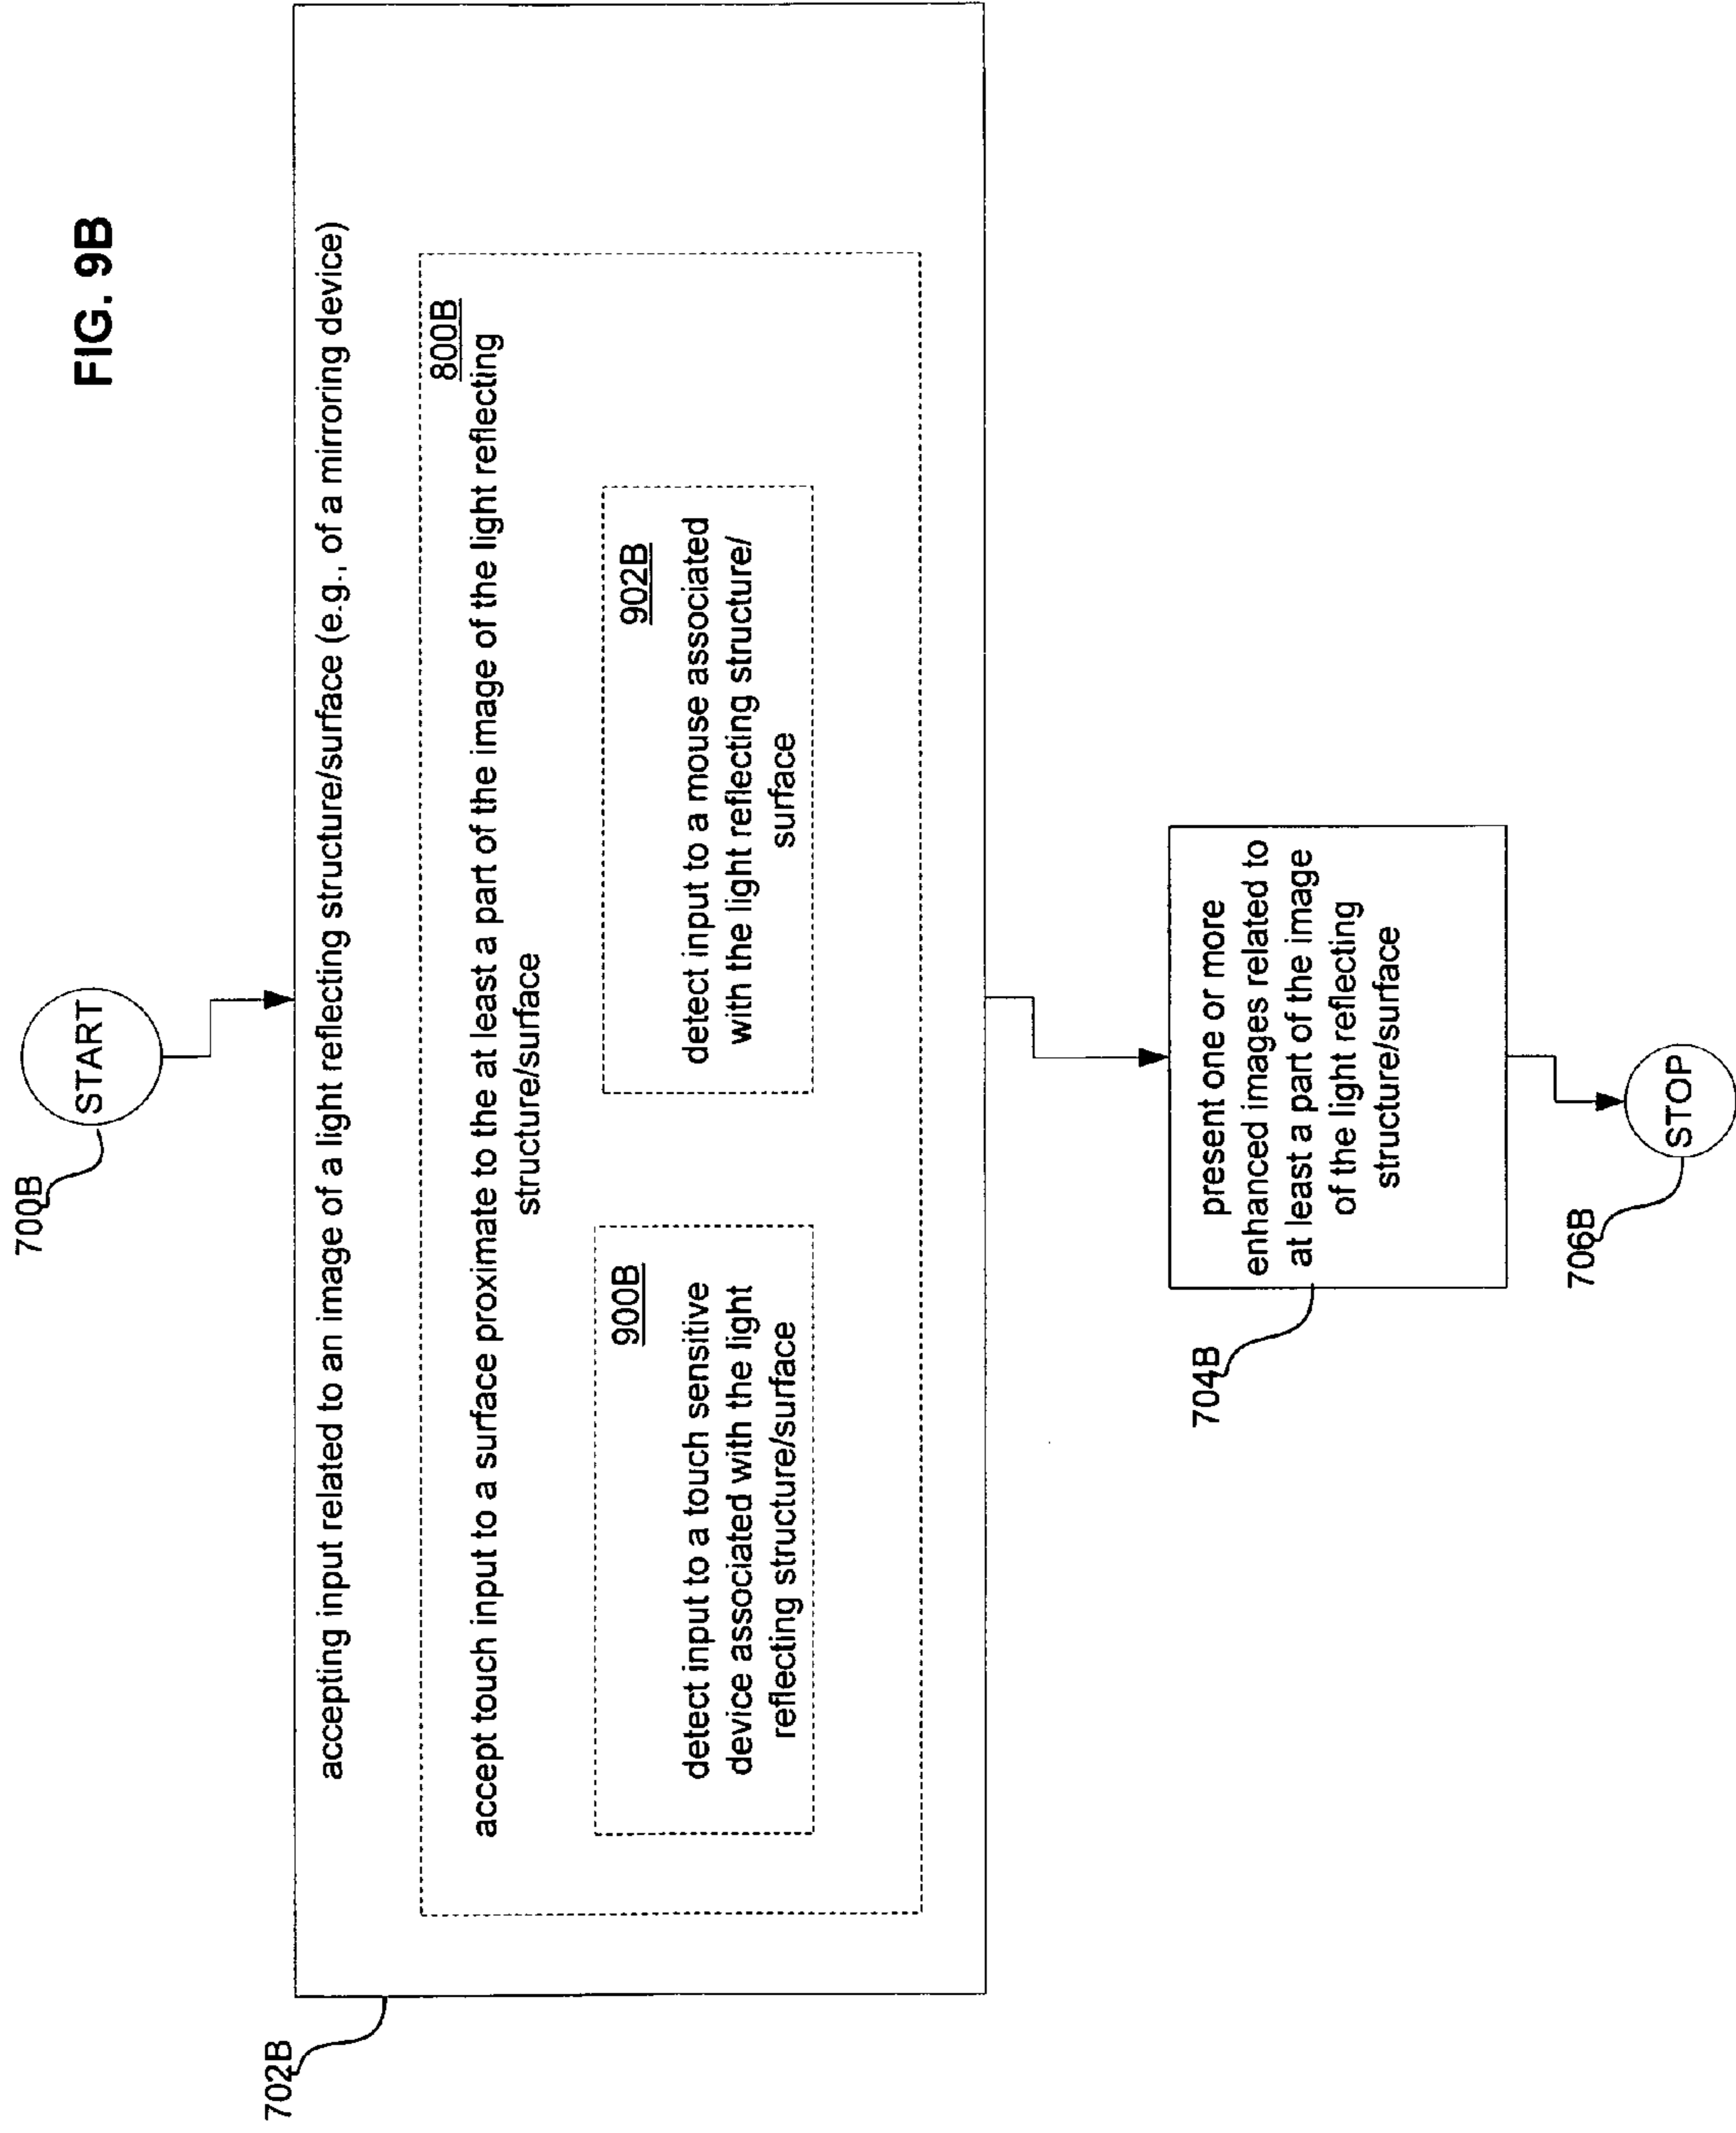 FIG. 9B
700B
START
702B
accepting input related to an image of a light reflecting structure/surface (e.g., of a mirroring device)
800B
accept touch input to a surface proximate to the at least a part of the image of the light reflecting
structure/surface
900B
detect input to a touch sensitive
device associated with the light
reflecting structure/surface
902B
detect input to a mouse associated
with the light reflecting structure/
surface
704B
present one or more
enhanced images related to
at least a part of the image
of the light reflecting
structure/surface
706B
STOP